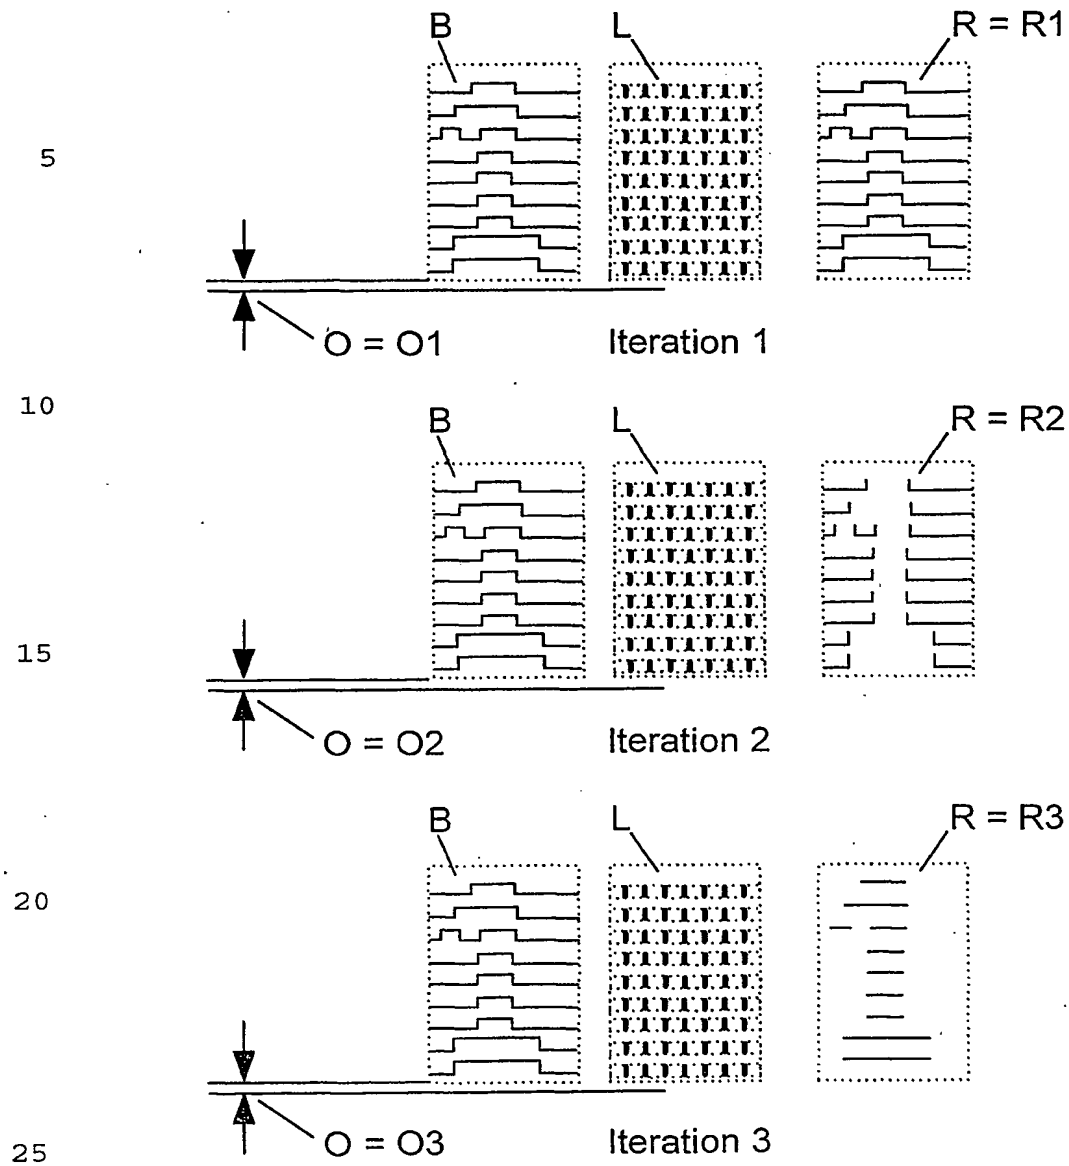 B L R = R1
5
O = O1 Iteration 1
10
B L R = R2
15
O = O2 Iteration 2
B L R = R3
20
O = O3 Iteration 3
25